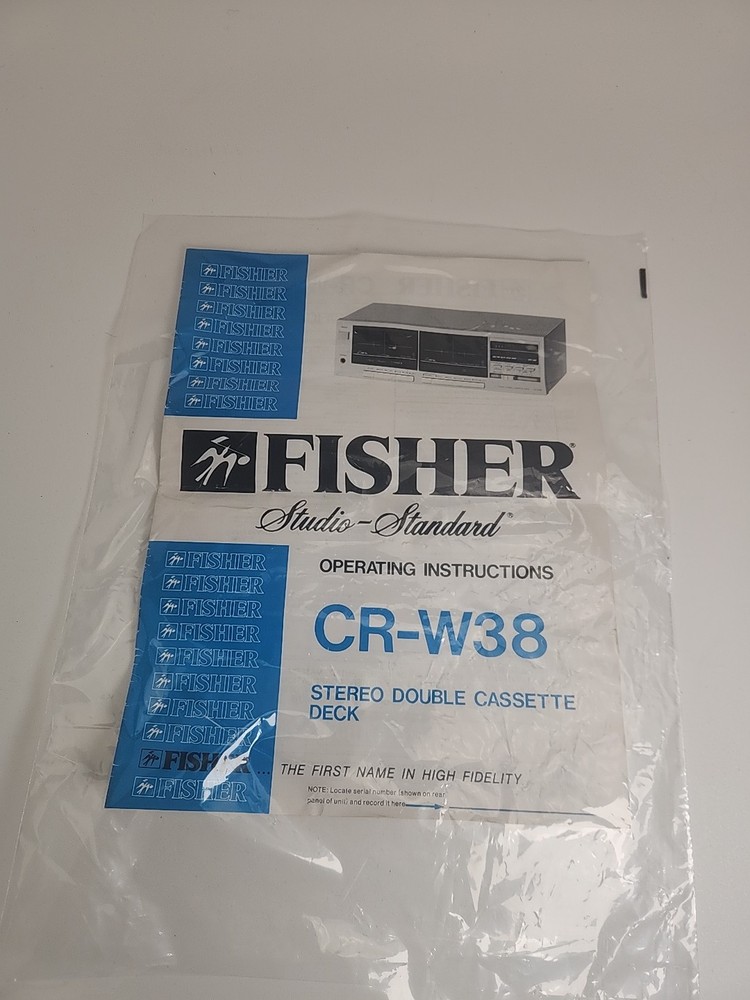 FISHER
FISHER
FISHER
FISHER
FISHER
FISHER
FISHER
FISHER
FISHER®
Studio-Standard®
OPERATING INSTRUCTIONS
CR-W38
STEREO DOUBLE CASSETTE
DECK
FISHER
FISHER
FISHER
FISHER
FISHER
FISHER
FISHER
FISHER
FISHER... THE FIRST NAME IN HIGH FIDELITY
FISHER
NOTE: Locate serial number (shown on rear
panel of unit) and record it here